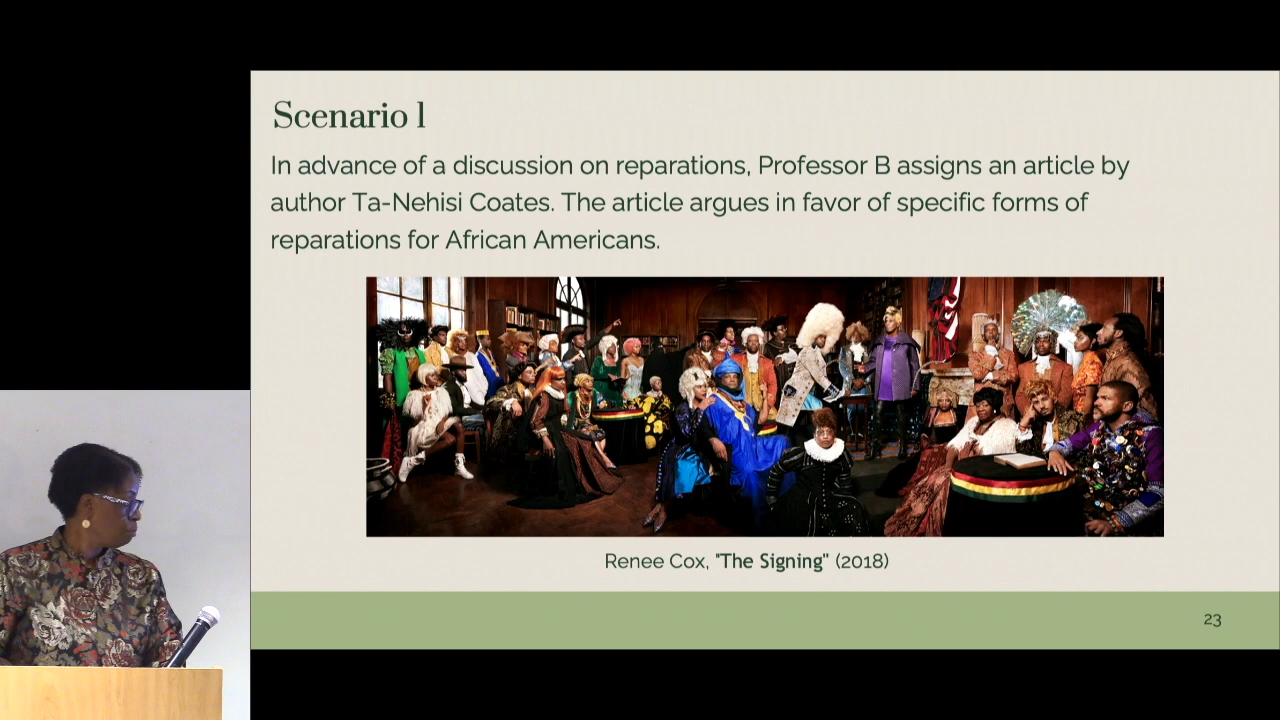 Scenario 1
In advance of a discussion on reparations, Professor B assigns an article by
author Ta-Nehisi Coates. The article argues in favor of specific forms of
reparations for African Americans.
Renee Cox, "The Signing" (2018)
23